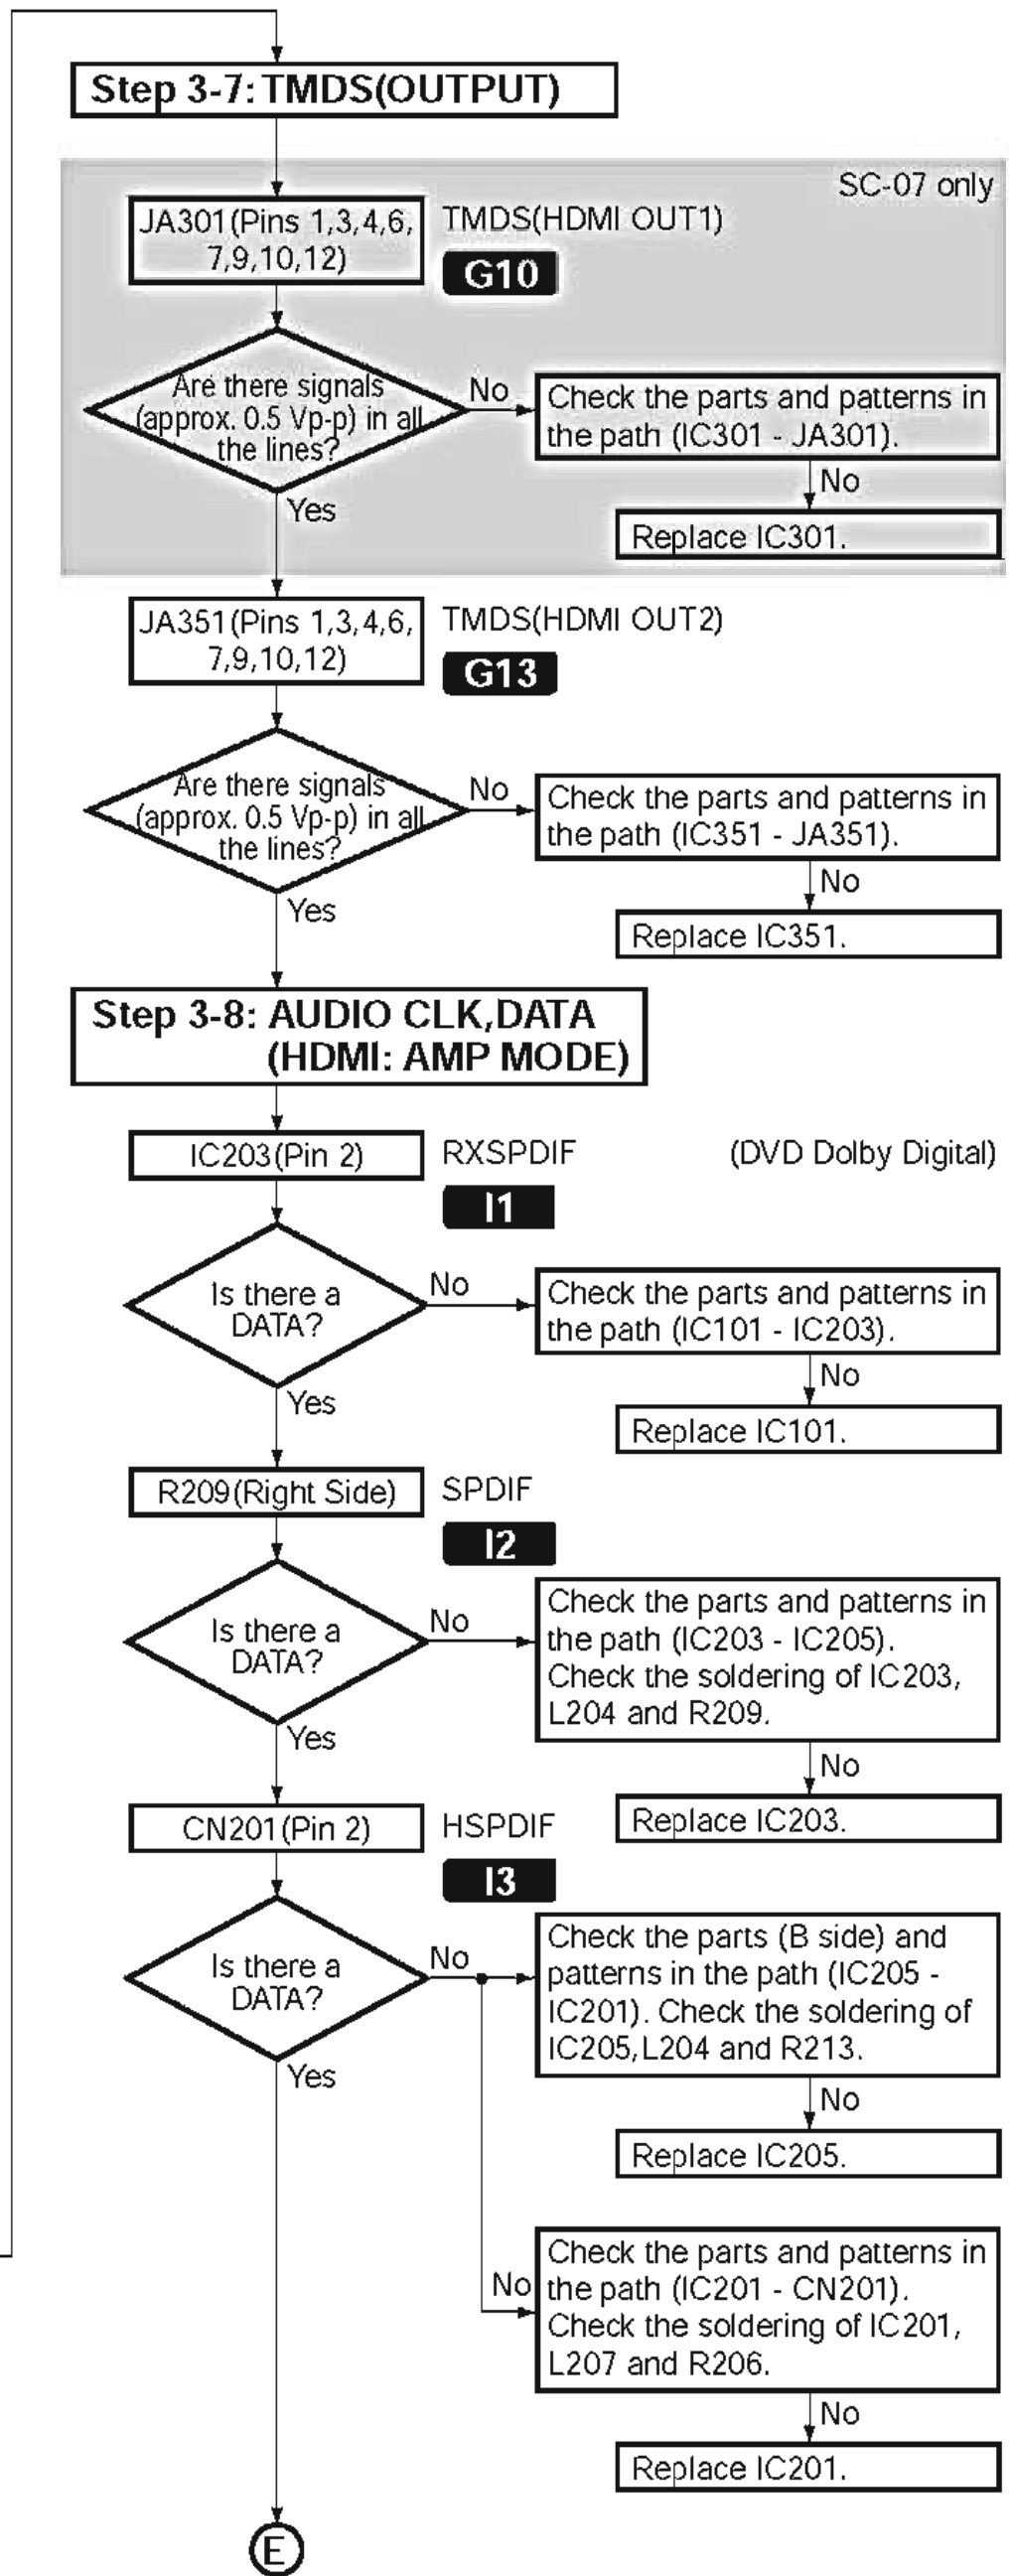 Step 3-7: TMDS(OUTPUT)
SC-07 only
JA301(Pins 1,3,4,6,
7,9,10,12)
TMDS(HDMI OUT1)
G10
Are there signals
(approx. 0.5 Vp-p) in all
the lines?
No
Check the parts and patterns in
the path (IC301 - JA301).
No
Replace IC301.
Yes
JA351(Pins 1,3,4,6,
7,9,10,12)
TMDS(HDMI OUT2)
G13
Are there signals
(approx. 0.5 Vp-p) in all
the lines?
No
Check the parts and patterns in
the path (IC351 - JA351).
No
Replace IC351.
Yes
Step 3-8: AUDIO CLK,DATA
(HDMI: AMP MODE)
IC203(Pin 2)
RXSPDIF
(DVD Dolby Digital)
I1
Is there a
DATA?
No
Check the parts and patterns in
the path (IC101 - IC203).
No
Replace IC101.
Yes
R209(Right Side)
SPDIF
I2
Is there a
DATA?
No
Check the parts and patterns in
the path (IC203 - IC205).
Check the soldering of IC203,
L204 and R209.
No
Replace IC203.
Yes
CN201(Pin 2)
HSPDIF
I3
Is there a
DATA?
No
Check the parts (B side) and
patterns in the path (IC205 -
IC201). Check the soldering of
IC205,L204 and R213.
No
Replace IC205.
Yes
No
Check the parts and patterns in
the path (IC201 - CN201).
Check the soldering of IC201,
L207 and R206.
No
Replace IC201.
E